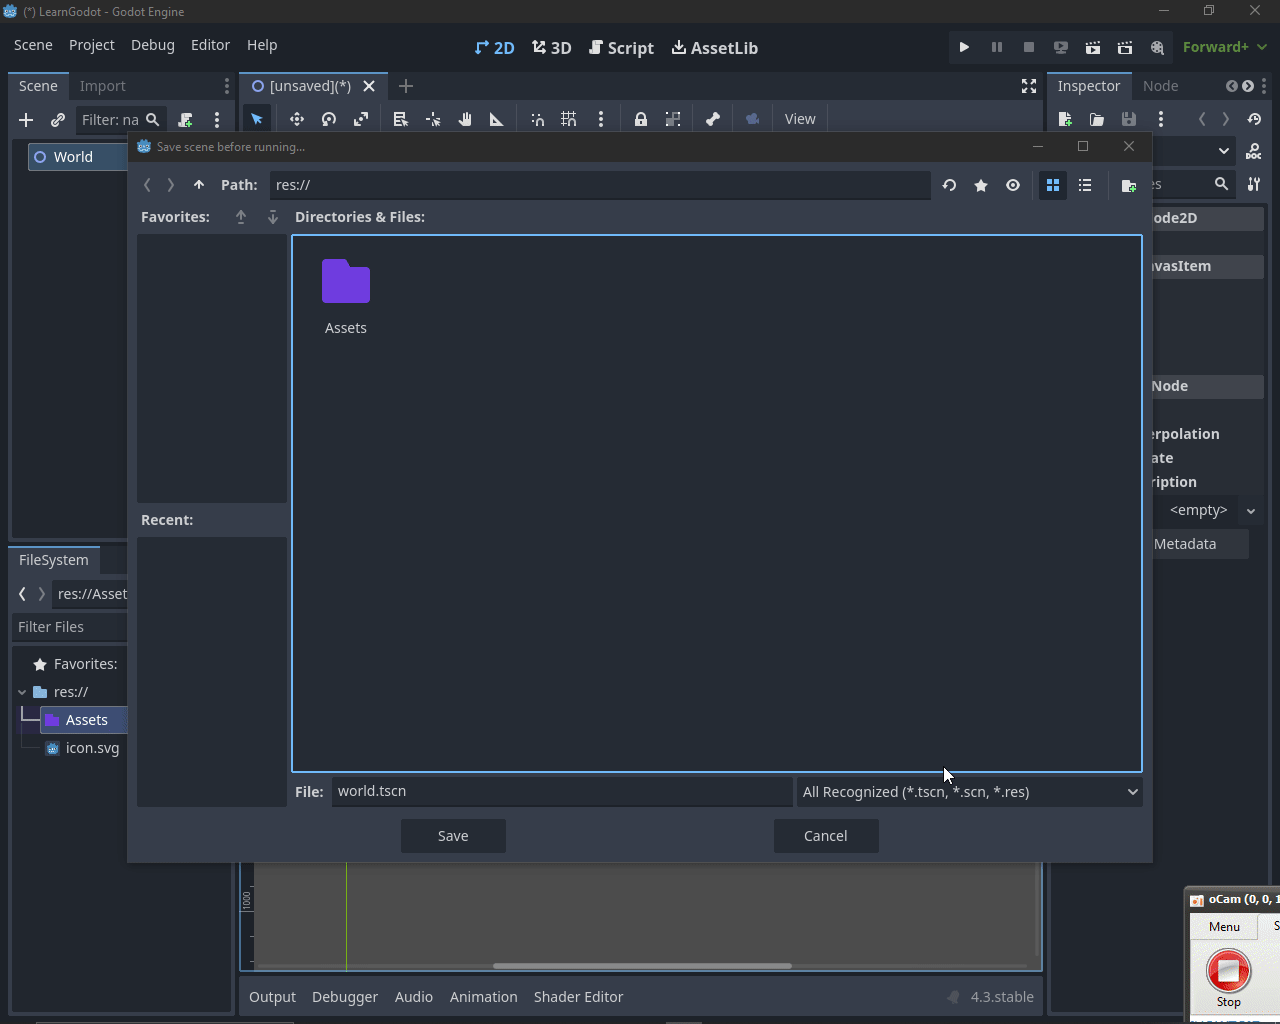 (*) LearnGodot - Godot Engine
Scene Project Debug Editor Help
2D 3D Script AssetLib
Forward+
Scene Import
[unsaved](*)
Inspector Node
Filter: na
View
World
Save scene before running...
Path: res://
Favorites:
Directories & Files:
Assets
Recent:
File: world.tscn
All Recognized (*.tscn, *.scn, *.res)
Save Cancel
ode2D
vasItem
Node
erpolation
ate
ription
<empty>
Metadata
FileSystem
res://Asset
Filter Files
Favorites:
res://
Assets
icon.svg
1000
Output Debugger Audio Animation Shader Editor
4.3.stable
oCam (0, 0, 1
Menu S
Stop